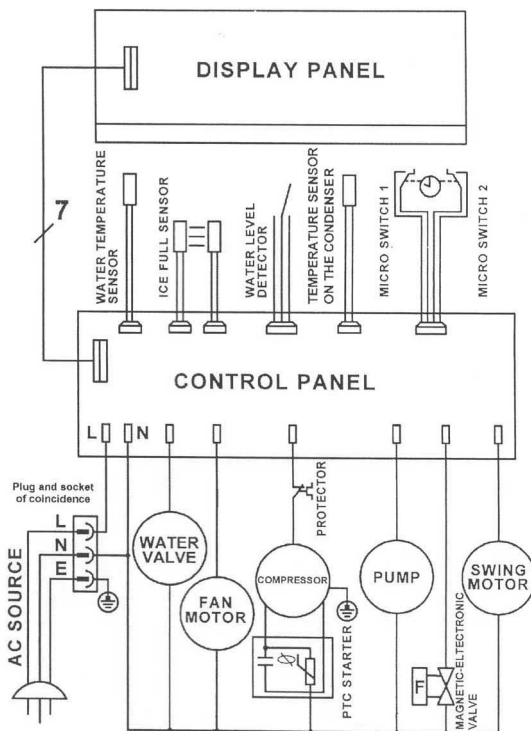 DISPLAY PANEL
7
WATER TEMPERATURE
SENSOR
ICE FULL SENSOR
WATER LEVEL
DETECTOR
TEMPERATURE SENSOR
ON THE CONDENSER
MICRO SWITCH 1
MICRO SWITCH 2
CONTROL PANEL
L
N
Plug and socket
of coincidence
L
N
E
AC SOURCE
WATER
VALVE
FAN
MOTOR
PROTECTOR
COMPRESSOR
PTC STARTER
PUMP
F
MAGNETIC-ELTECTRONIC
VALVE
SWING
MOTOR